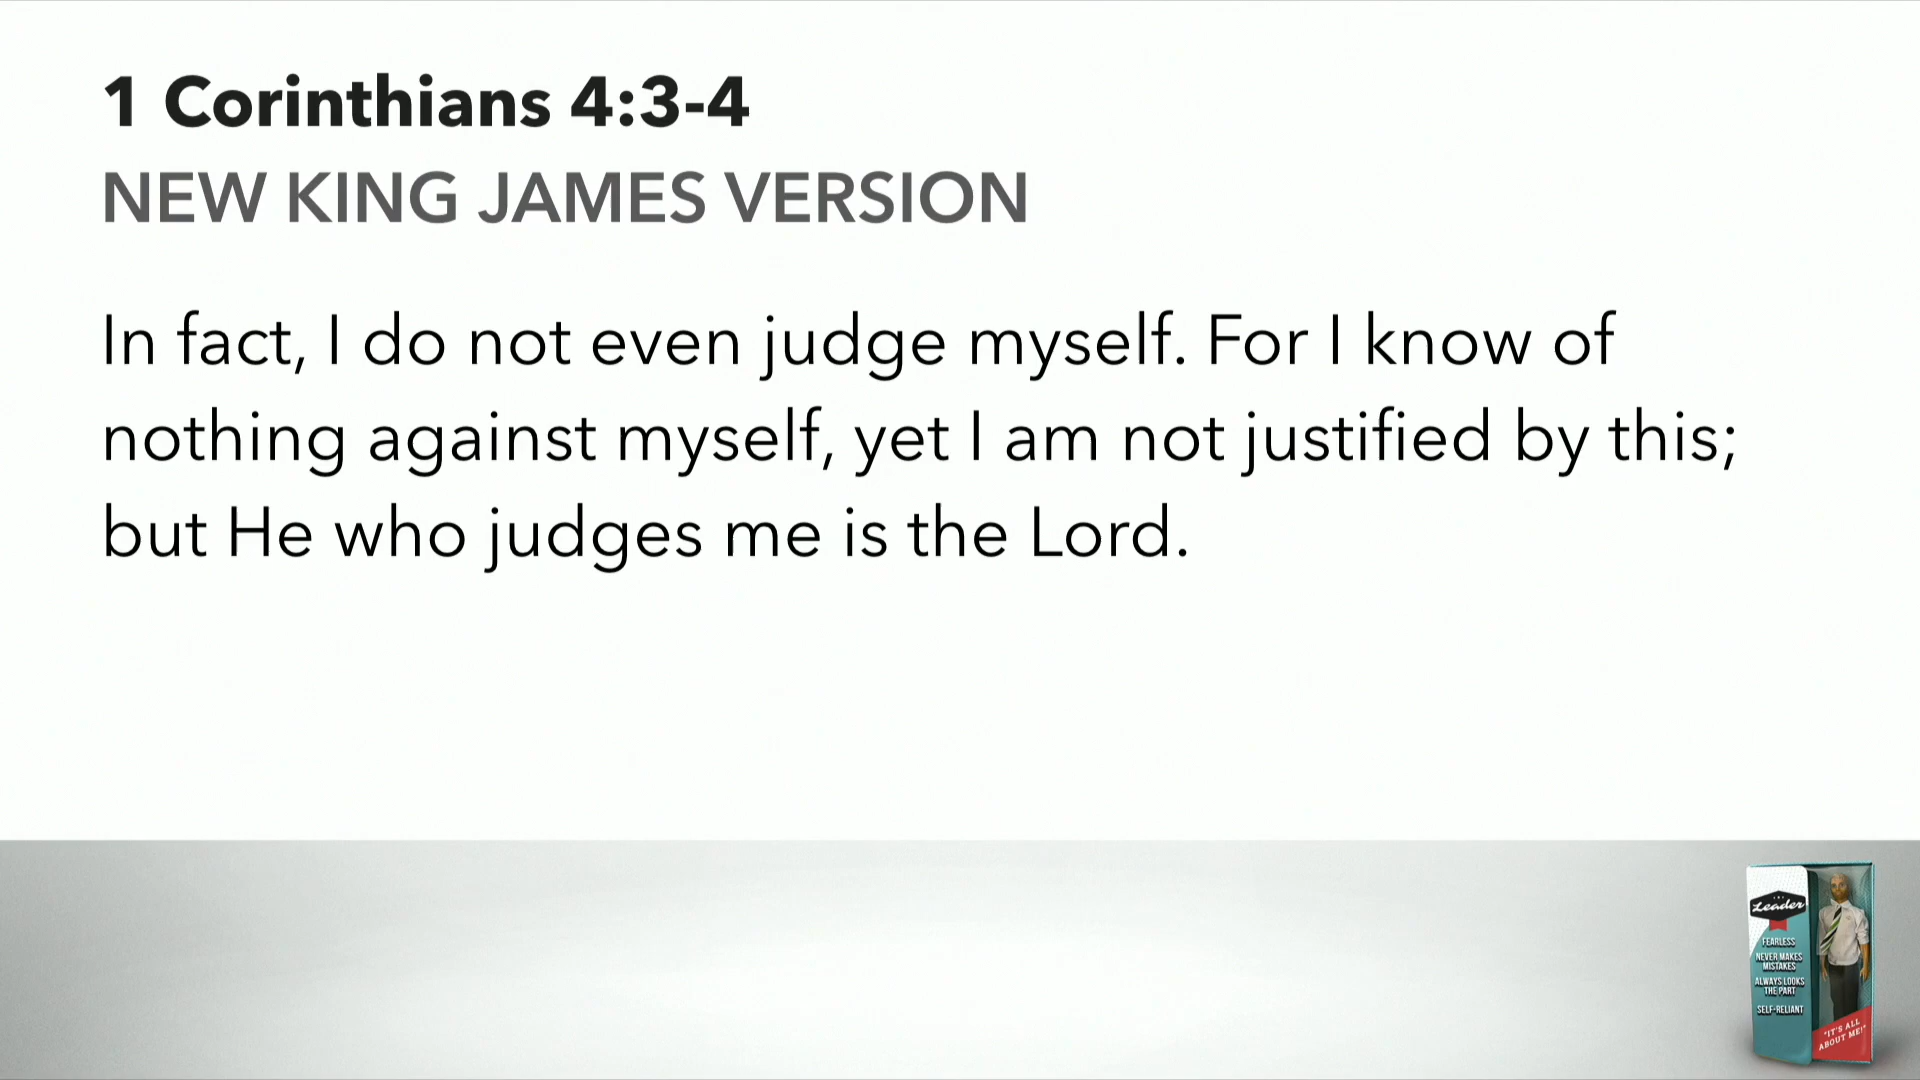 1 Corinthians 4:3-4
NEW KING JAMES VERSION
In fact, I do not even judge myself. For I know of
nothing against myself, yet I am not justified by this;
but He who judges me is the Lord.
Leader
FEARLESS
NEVER MAKES
MISTAKES
ALWAYS LOOKS
THE PART
SELF-RELIANT
"IT'S ALL
ABOUT ME!"